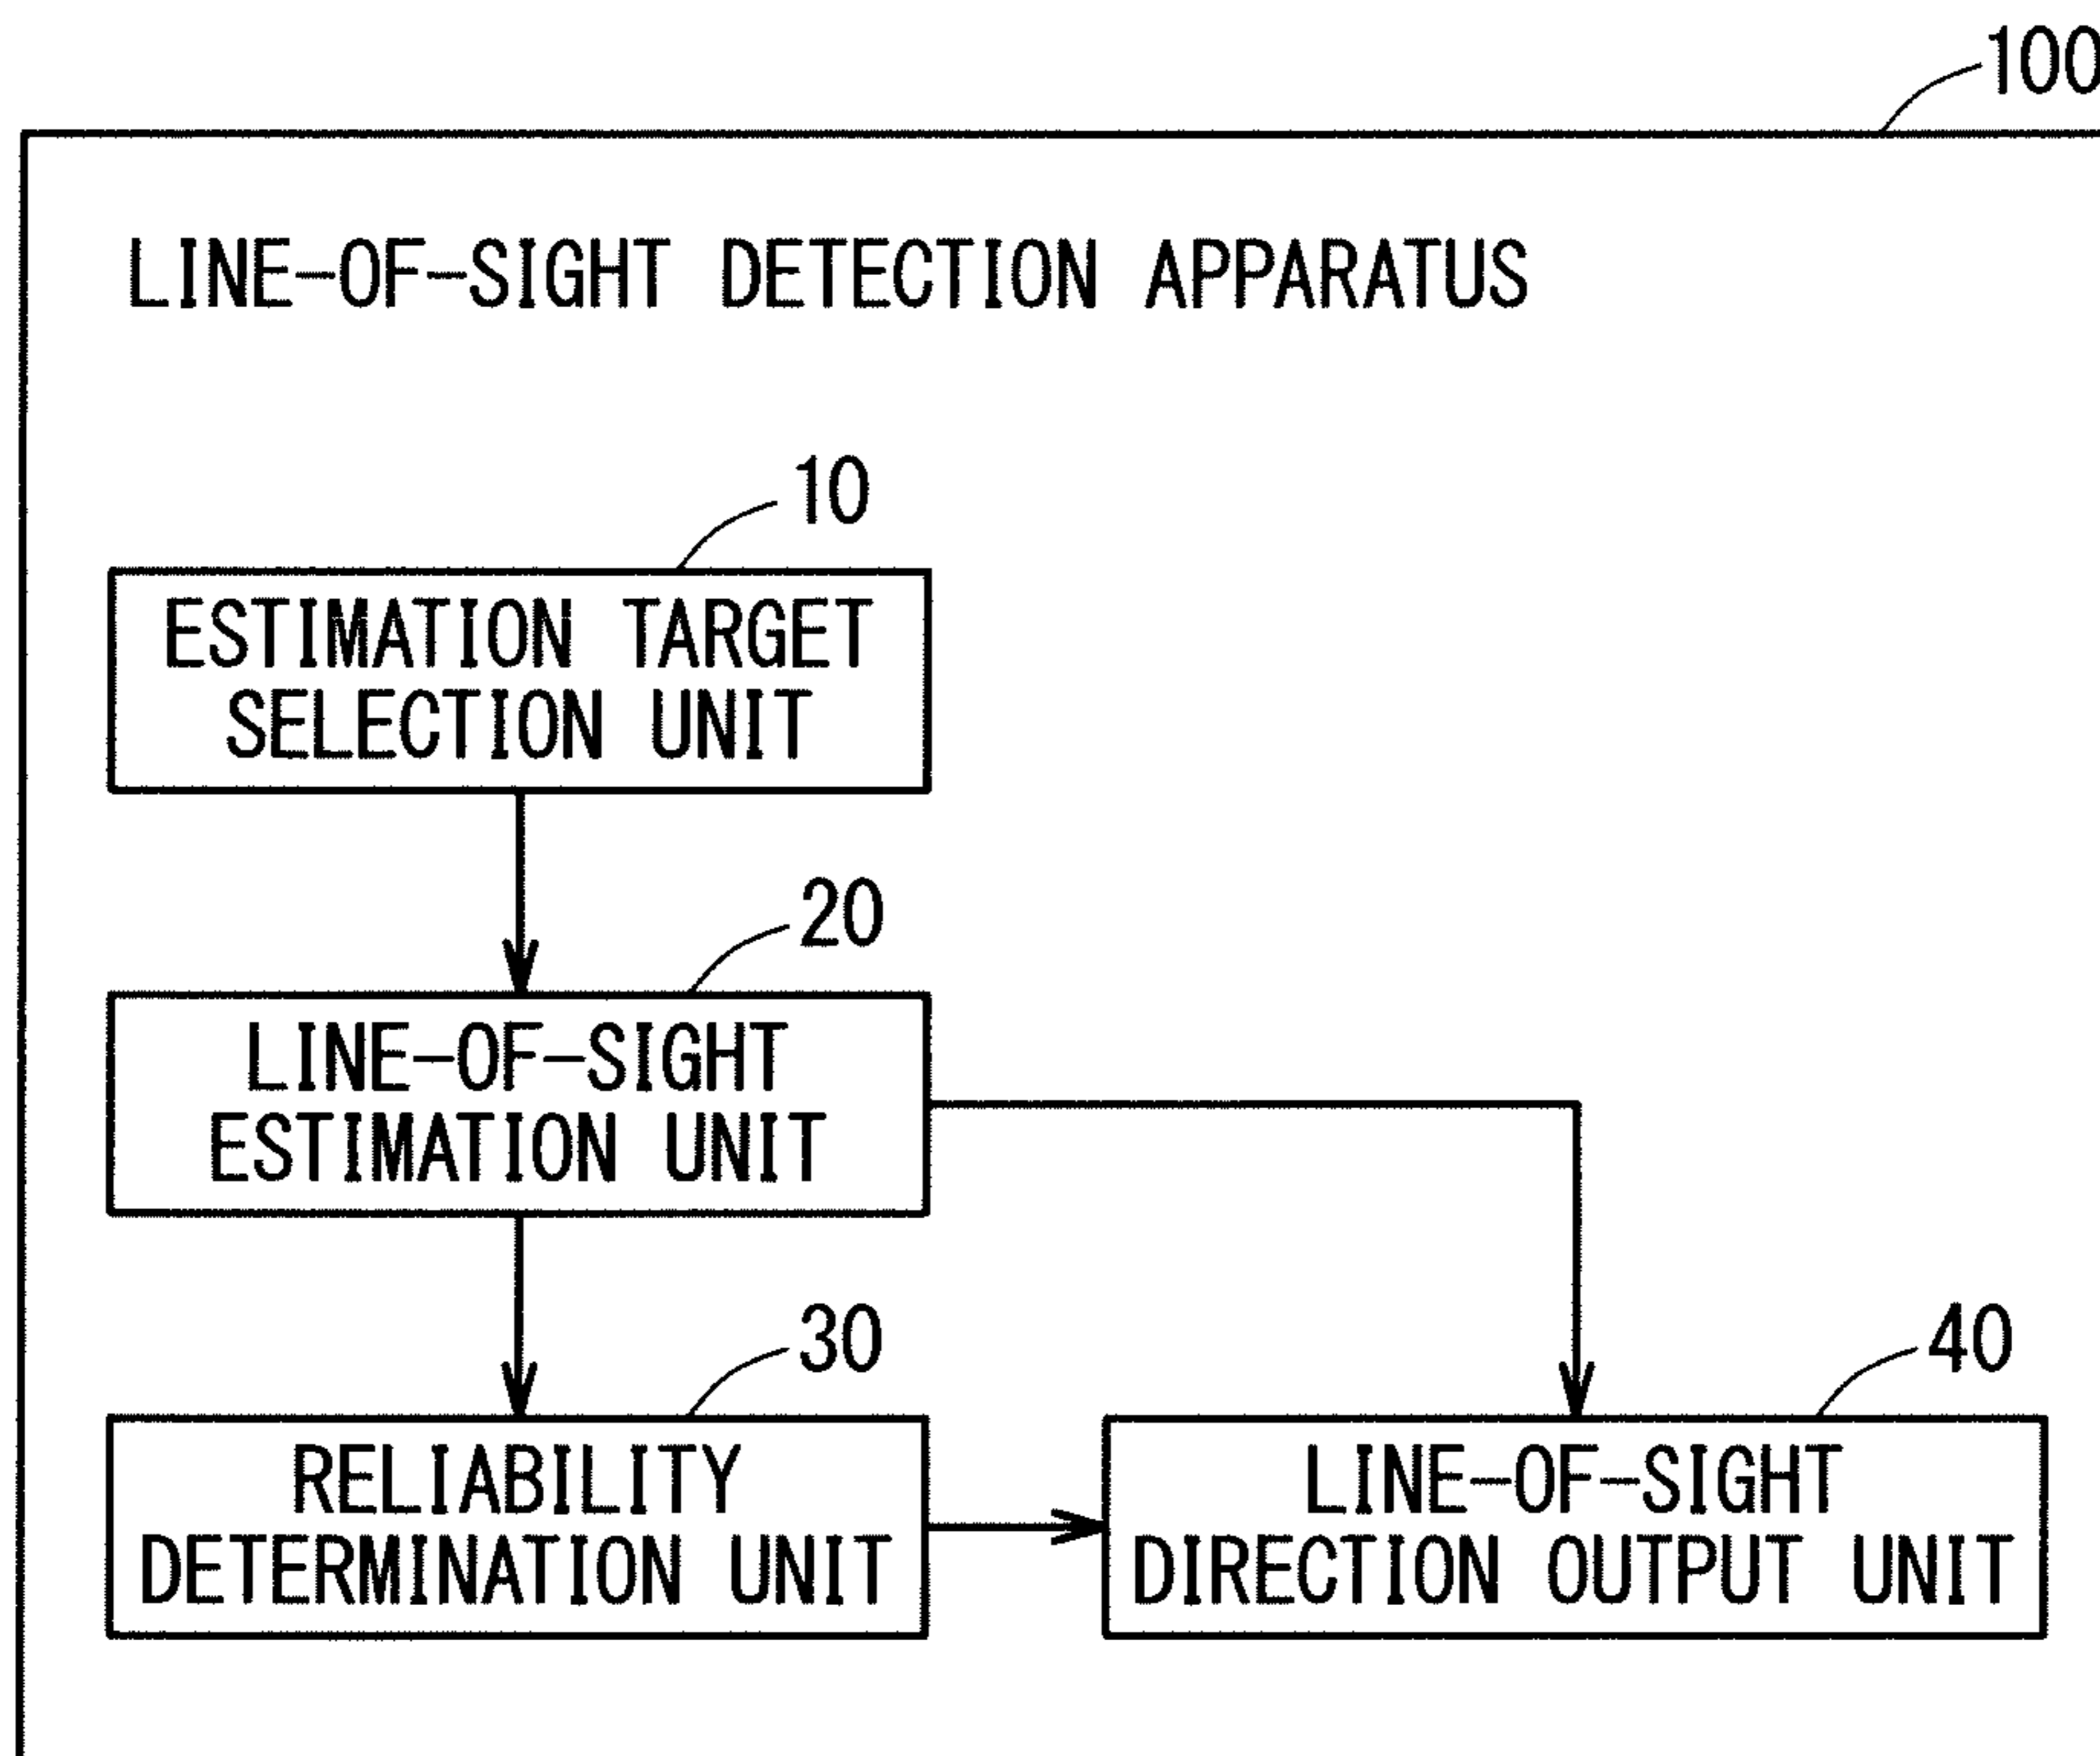 100
LINE-OF-SIGHT DETECTION APPARATUS
10
ESTIMATION TARGET
SELECTION UNIT
20
LINE-OF-SIGHT
ESTIMATION UNIT
30
RELIABILITY
DETERMINATION UNIT
40
LINE-OF-SIGHT
DIRECTION OUTPUT UNIT